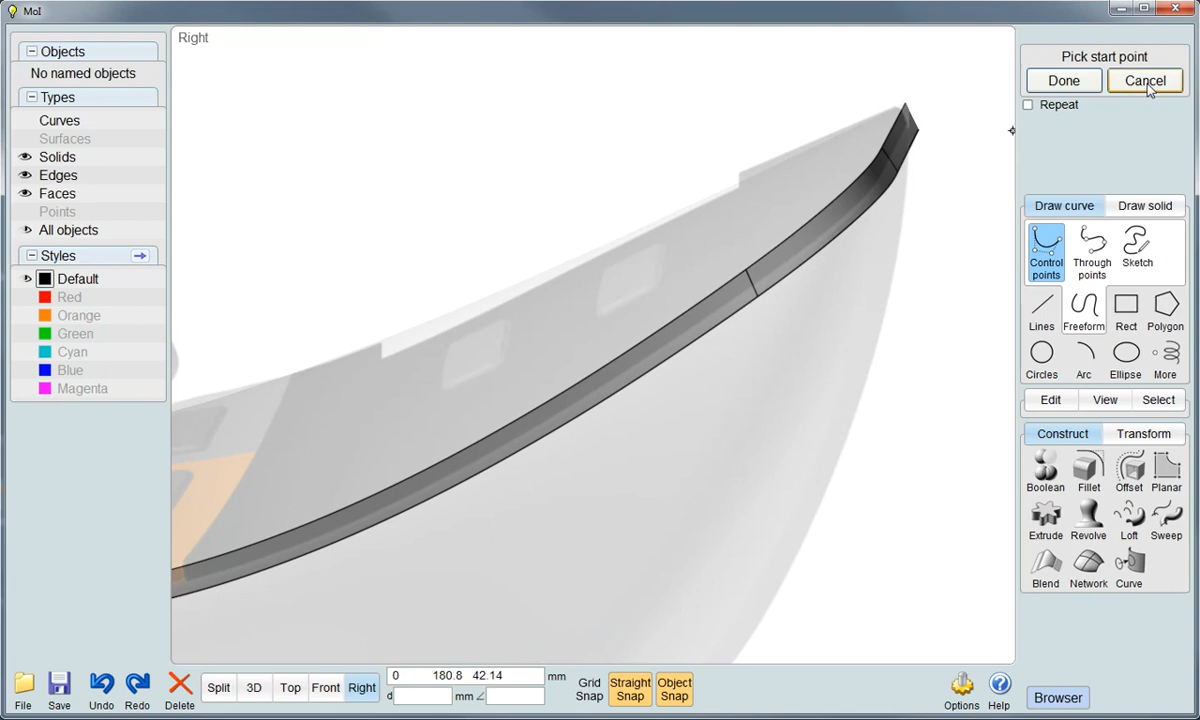 MoI
Objects
No named objects
Types
Curves
Surfaces
Solids
Edges
Faces
Points
All objects
Styles
Default
Red
Orange
Green
Cyan
Blue
Magenta
Right
Pick start point
Done Cancel
Repeat
Draw curve Draw solid
Control points Through points Sketch
Lines Freeform Rect Polygon
Circles Arc Ellipse More
Edit View Select
Construct Transform
Boolean Fillet Offset Planar
Extrude Revolve Loft Sweep
Blend Network Curve
File Save Undo Redo Delete
Split 3D Top Front Right
0 180.8 42.14 mm
d mm
Grid Snap Straight Snap Object Snap
Options Help
Browser